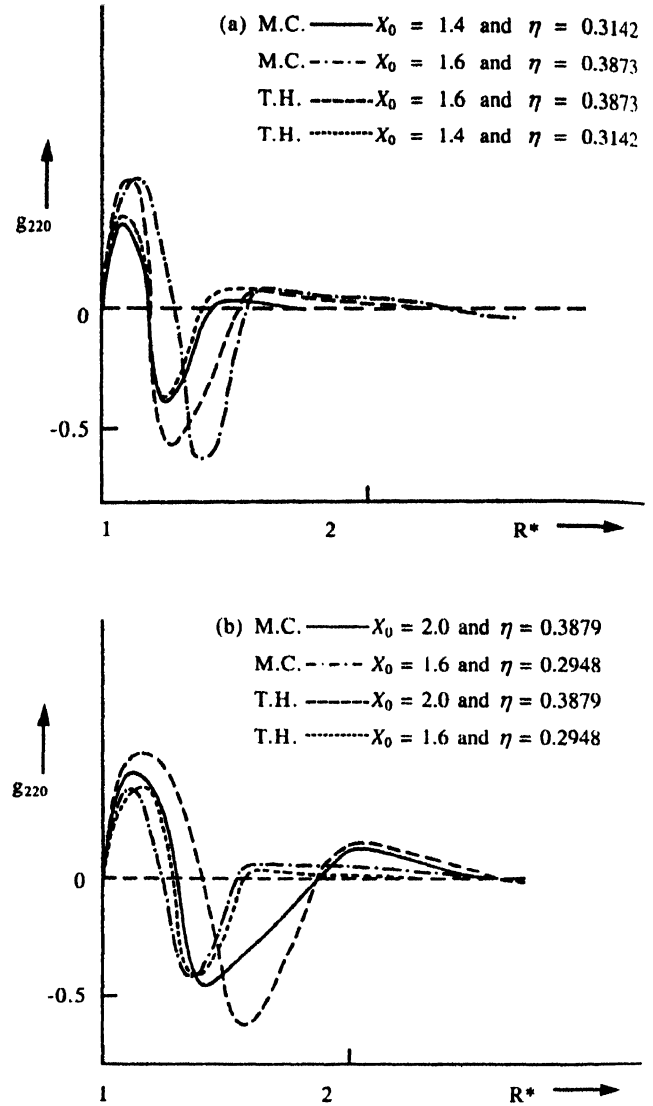 (a) M.C. X₀ = 1.4 and η = 0.3142
M.C. X₀ = 1.6 and η = 0.3873
T.H. X₀ = 1.6 and η = 0.3873
T.H. X₀ = 1.4 and η = 0.3142
g₂₂₀
0
-0.5
1 2 R*
(b) M.C. X₀ = 2.0 and η = 0.3879
M.C. X₀ = 1.6 and η = 0.2948
T.H. X₀ = 2.0 and η = 0.3879
T.H. X₀ = 1.6 and η = 0.2948
g₂₂₀
0
-0.5
1 2 R*